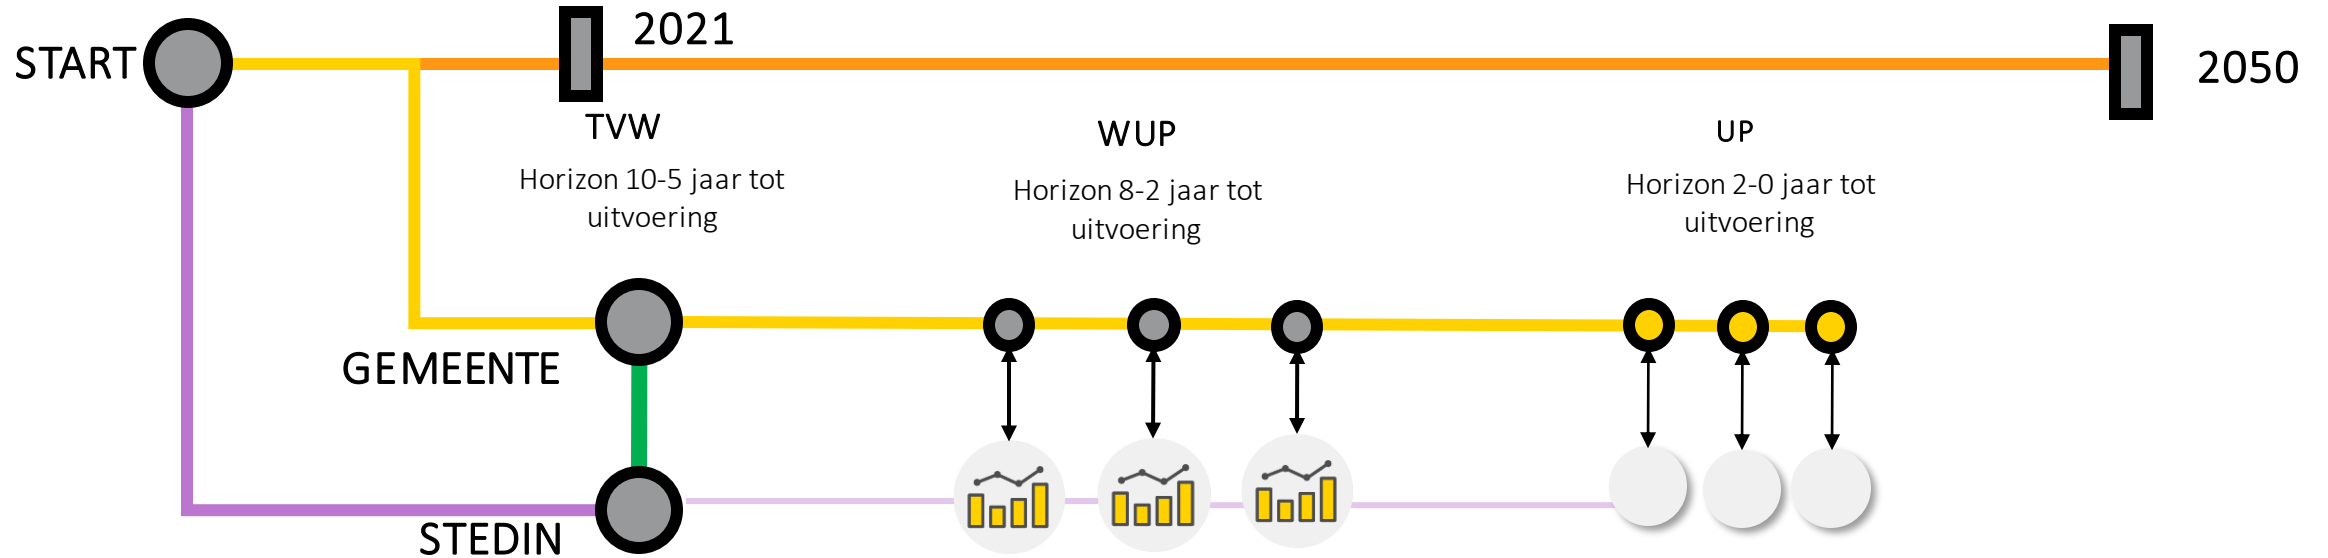 START
2021
2050
TVW
Horizon 10-5 jaar tot
uitvoering
WUP
Horizon 8-2 jaar tot
uitvoering
UP
Horizon 2-0 jaar tot
uitvoering
GEMEENTE
STEDIN